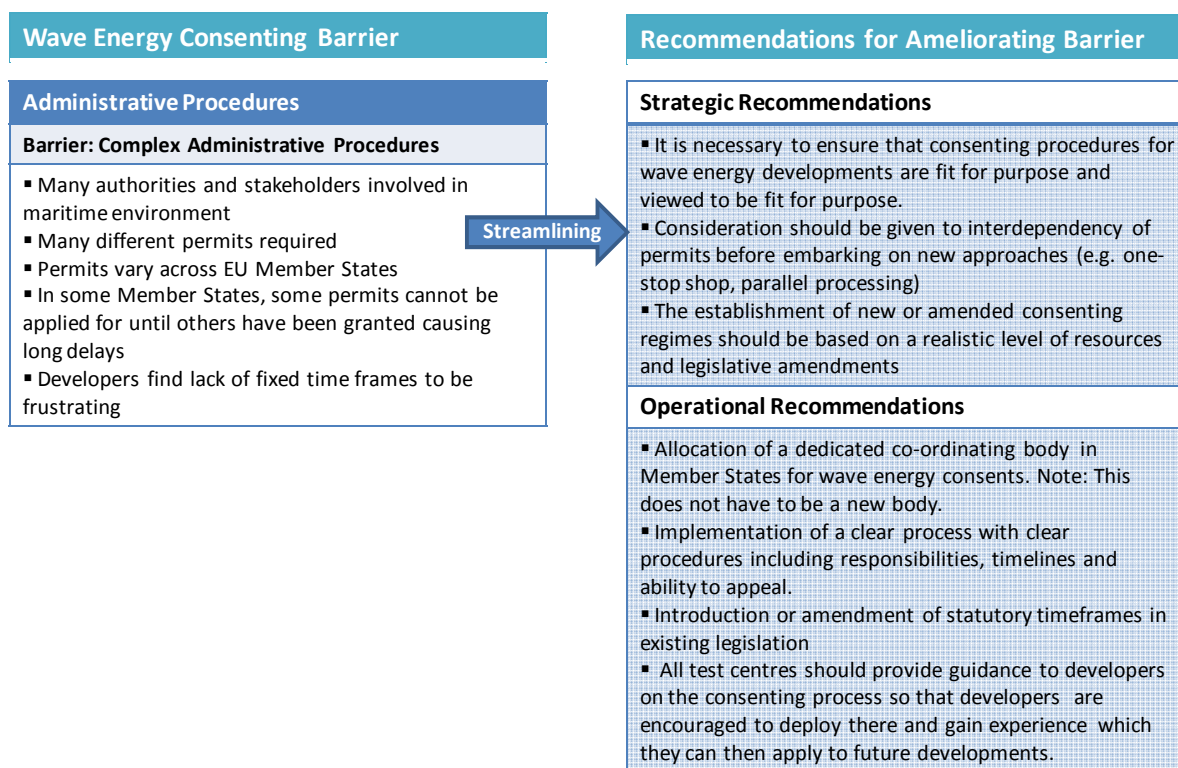 Wave Energy Consenting Barrier
Administrative Procedures
Barrier: Complex Administrative Procedures
▪ Many authorities and stakeholders involved in
maritime environment
▪ Many different permits required
▪ Permits vary across EU Member States
▪ In some Member States, some permits cannot be
applied for until others have been granted causing
long delays
▪ Developers find lack of fixed time frames to be
frustrating
Streamlining
Recommendations for Ameliorating Barrier
Strategic Recommendations
▪ It is necessary to ensure that consenting procedures for
wave energy developments are fit for purpose and
viewed to be fit for purpose.
▪ Consideration should be given to interdependency of
permits before embarking on new approaches (e.g. one-
stop shop, parallel processing)
▪ The establishment of new or amended consenting
regimes should be based on a realistic level of resources
and legislative amendments
Operational Recommendations
▪ Allocation of a dedicated co-ordinating body in
Member States for wave energy consents. Note: This
does not have to be a new body.
▪ Implementation of a clear process with clear
procedures including responsibilities, timelines and
ability to appeal.
▪ Introduction or amendment of statutory timeframes in
existing legislation
▪ All test centres should provide guidance to developers
on the consenting process so that developers are
encouraged to deploy there and gain experience which
they can then apply to future developments.